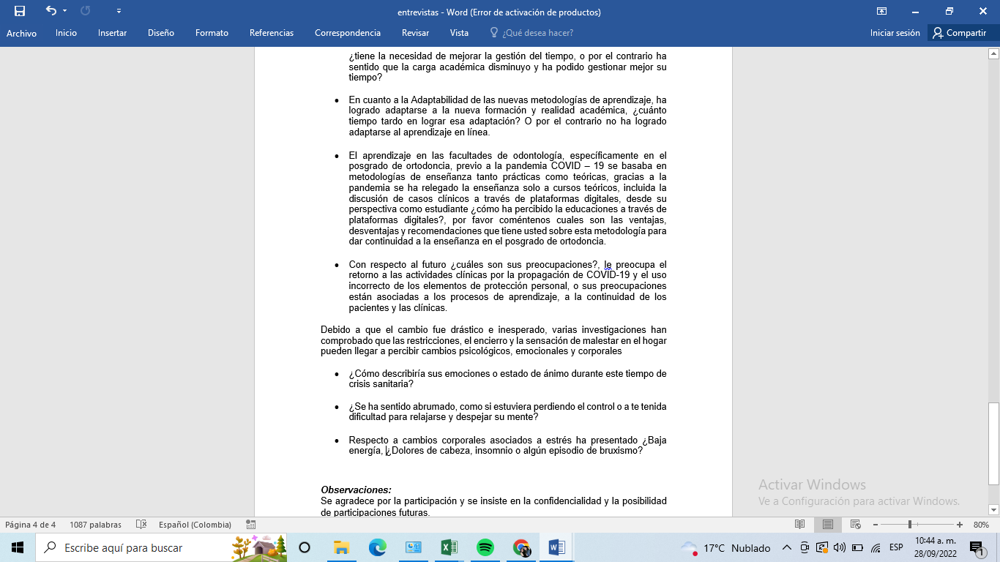 entrevistas - Word (Error de activación de productos)
Archivo Inicio Insertar Diseño Formato Referencias Correspondencia Revisar Vista ¿Qué desea hacer? Iniciar sesión Compartir
¿tiene la necesidad de mejorar la gestión del tiempo, o por el contrario ha
sentido que la carga académica disminuyo y ha podido gestionar mejor su
tiempo?
• En cuanto a la Adaptabilidad de las nuevas metodologías de aprendizaje, ha
logrado adaptarse a la nueva formación y realidad académica, ¿cuánto
tiempo tardo en lograr esa adaptación? O por el contrario no ha logrado
adaptarse al aprendizaje en línea.
• El aprendizaje en las facultades de odontología, específicamente en el
posgrado de ortodoncia, previo a la pandemia COVID – 19 se basaba en
metodologías de enseñanza tanto prácticas como teóricas, gracias a la
pandemia se ha relegado la enseñanza solo a cursos teóricos, incluida la
discusión de casos clínicos a través de plataformas digitales, desde su
perspectiva como estudiante ¿cómo ha percibido la educaciones a través de
plataformas digitales?, por favor coméntenos cuales son las ventajas,
desventajas y recomendaciones que tiene usted sobre esta metodología para
dar continuidad a la enseñanza en el posgrado de ortodoncia.
• Con respecto al futuro ¿cuáles son sus preocupaciones?, le preocupa el
retorno a las actividades clínicas por la propagación de COVID-19 y el uso
incorrecto de los elementos de protección personal, o sus preocupaciones
están asociadas a los procesos de aprendizaje, a la continuidad de los
pacientes y las clínicas.
Debido a que el cambio fue drástico e inesperado, varias investigaciones han
comprobado que las restricciones, el encierro y la sensación de malestar en el hogar
pueden llegar a percibir cambios psicológicos, emocionales y corporales
• ¿Cómo describiría sus emociones o estado de ánimo durante este tiempo de
crisis sanitaria?
• ¿Se ha sentido abrumado, como si estuviera perdiendo el control o a te tenida
dificultad para relajarse y despejar su mente?
• Respecto a cambios corporales asociados a estrés ha presentado ¿Baja
energía, ¿Dolores de cabeza, insomnio o algún episodio de bruxismo?
Observaciones:
Se agradece por la participación y se insiste en la confidencialidad y la posibilidad
de participaciones futuras.
Activar Windows
Ve a Configuración para activar Windows.
Página 4 de 4 1087 palabras Español (Colombia) 80%
Escribe aquí para buscar 17°C Nublado ESP 10:44 a. m.
28/09/2022 1